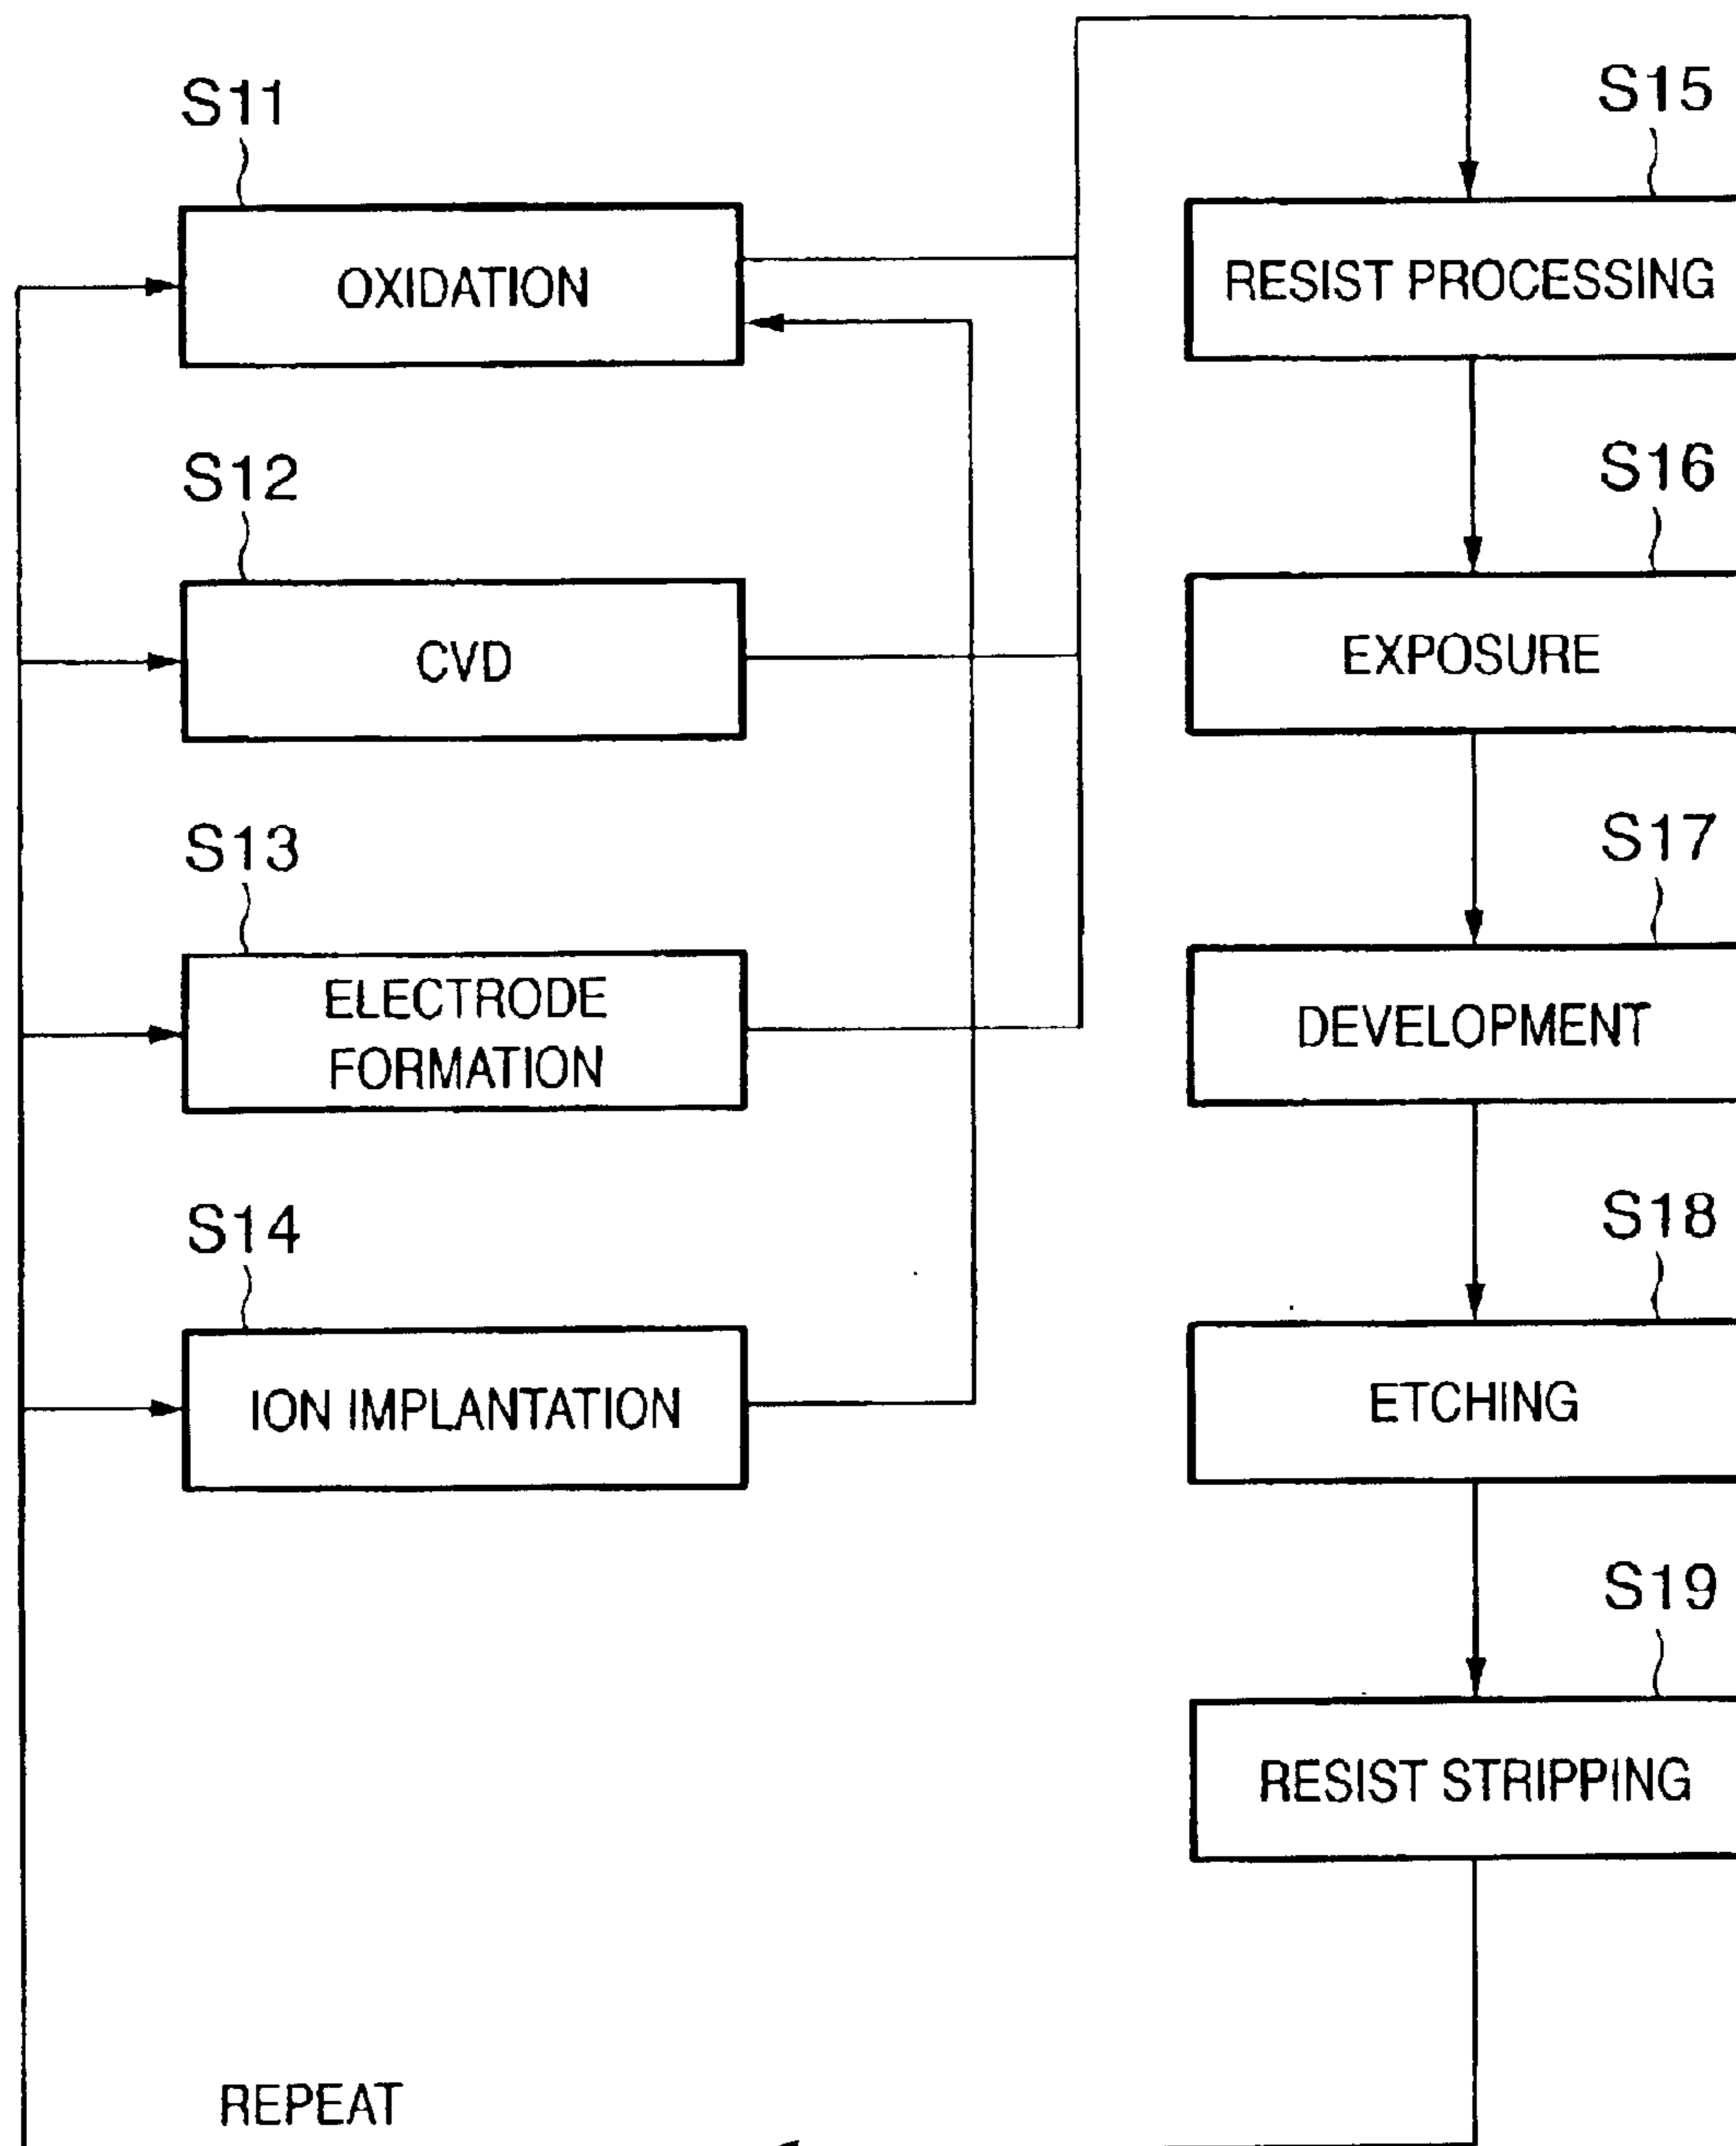 S11
OXIDATION
S12
CVD
S13
ELECTRODE
FORMATION
S14
ION IMPLANTATION
REPEAT
S15
RESIST PROCESSING
S16
EXPOSURE
S17
DEVELOPMENT
S18
ETCHING
S19
RESIST STRIPPING